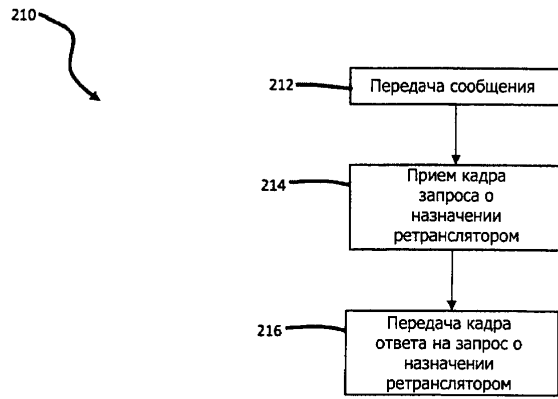 210
212
Передача сообщения
214
Прием кадра
запроса о
назначении
ретранслятором
216
Передача кадра
ответа на запрос о
назначении
ретранслятором